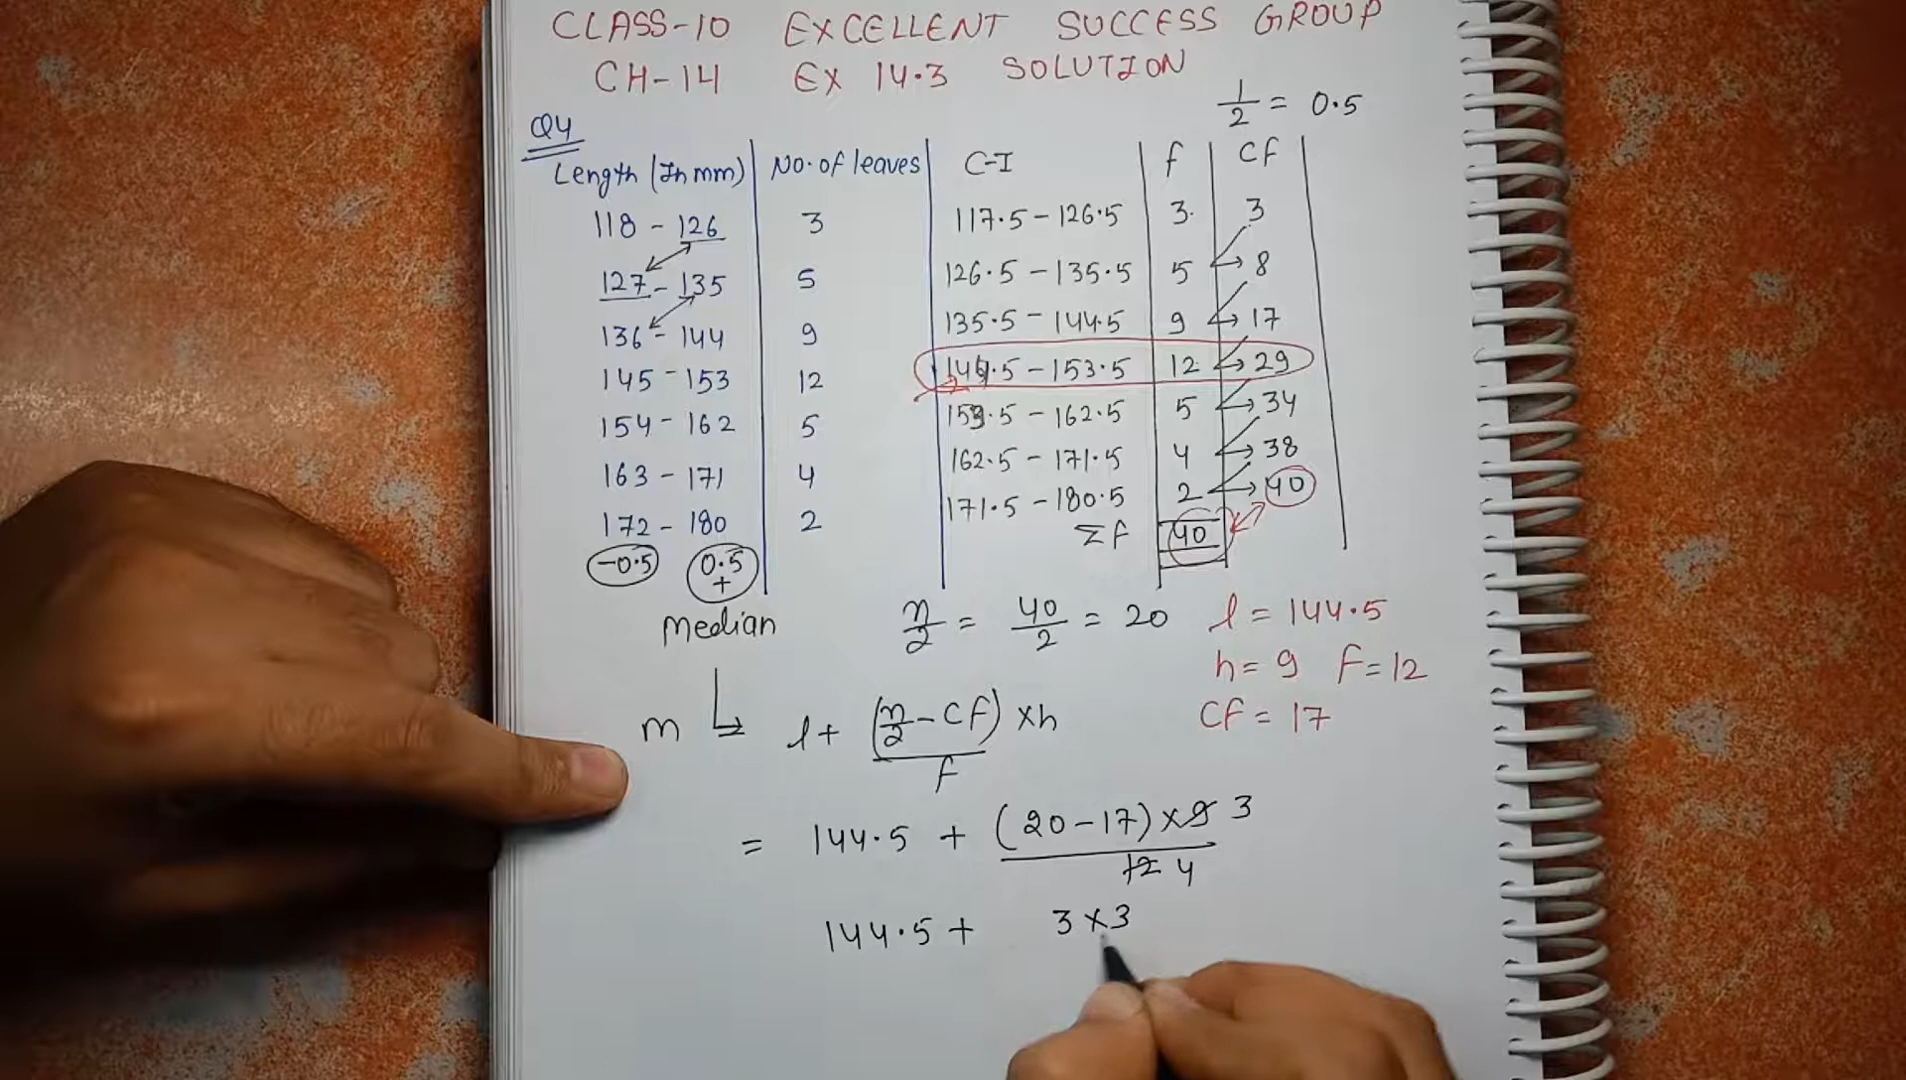 CLASS-10 EXCELLENT SUCCESS GROUP
CH-14 EX 14.3 SOLUTION
1/2 = 0.5
Q4
Length (In mm) No. of leaves C-I f cf
118 - 126 3 117.5 - 126.5 3 3
127 - 135 5 126.5 - 135.5 5 8
136 - 144 9 135.5 - 144.5 9 17
145 - 153 12 144.5 - 153.5 12 29
154 - 162 5 153.5 - 162.5 5 34
163 - 171 4 162.5 - 171.5 4 38
172 - 180 2 171.5 - 180.5 2 40
-0.5 0.5 + Σf 40
median n/2 = 40/2 = 20 l = 144.5
h = 9 F = 12
m ↳ l + (n/2 - cf)/f × h CF = 17
= 144.5 + (20 - 17) × 9 3 / 12 4
144.5 + 3 × 3